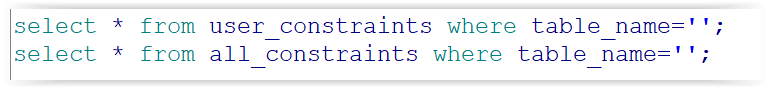 select * from user_constraints where table_name='';
select * from all_constraints where table_name='';